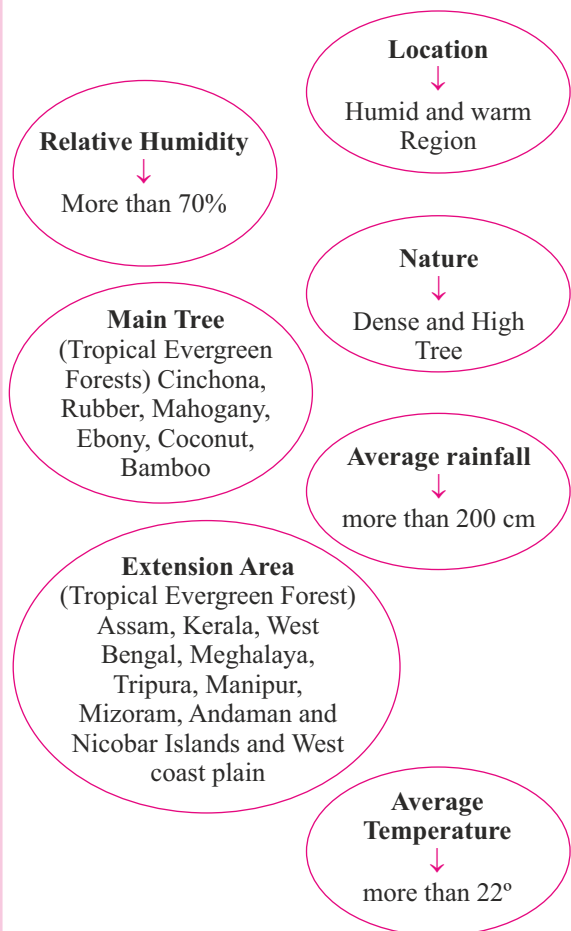 Location
↓
Humid and warm
Region
Relative Humidity
↓
More than 70%
Nature
↓
Dense and High
Tree
Main Tree
(Tropical Evergreen
Forests) Cinchona,
Rubber, Mahogany,
Ebony, Coconut,
Bamboo
Average rainfall
↓
more than 200 cm
Extension Area
(Tropical Evergreen Forest)
Assam, Kerala, West
Bengal, Meghalaya,
Tripura, Manipur,
Mizoram, Andaman and
Nicobar Islands and West
coast plain
Average
Temperature
↓
more than 22º